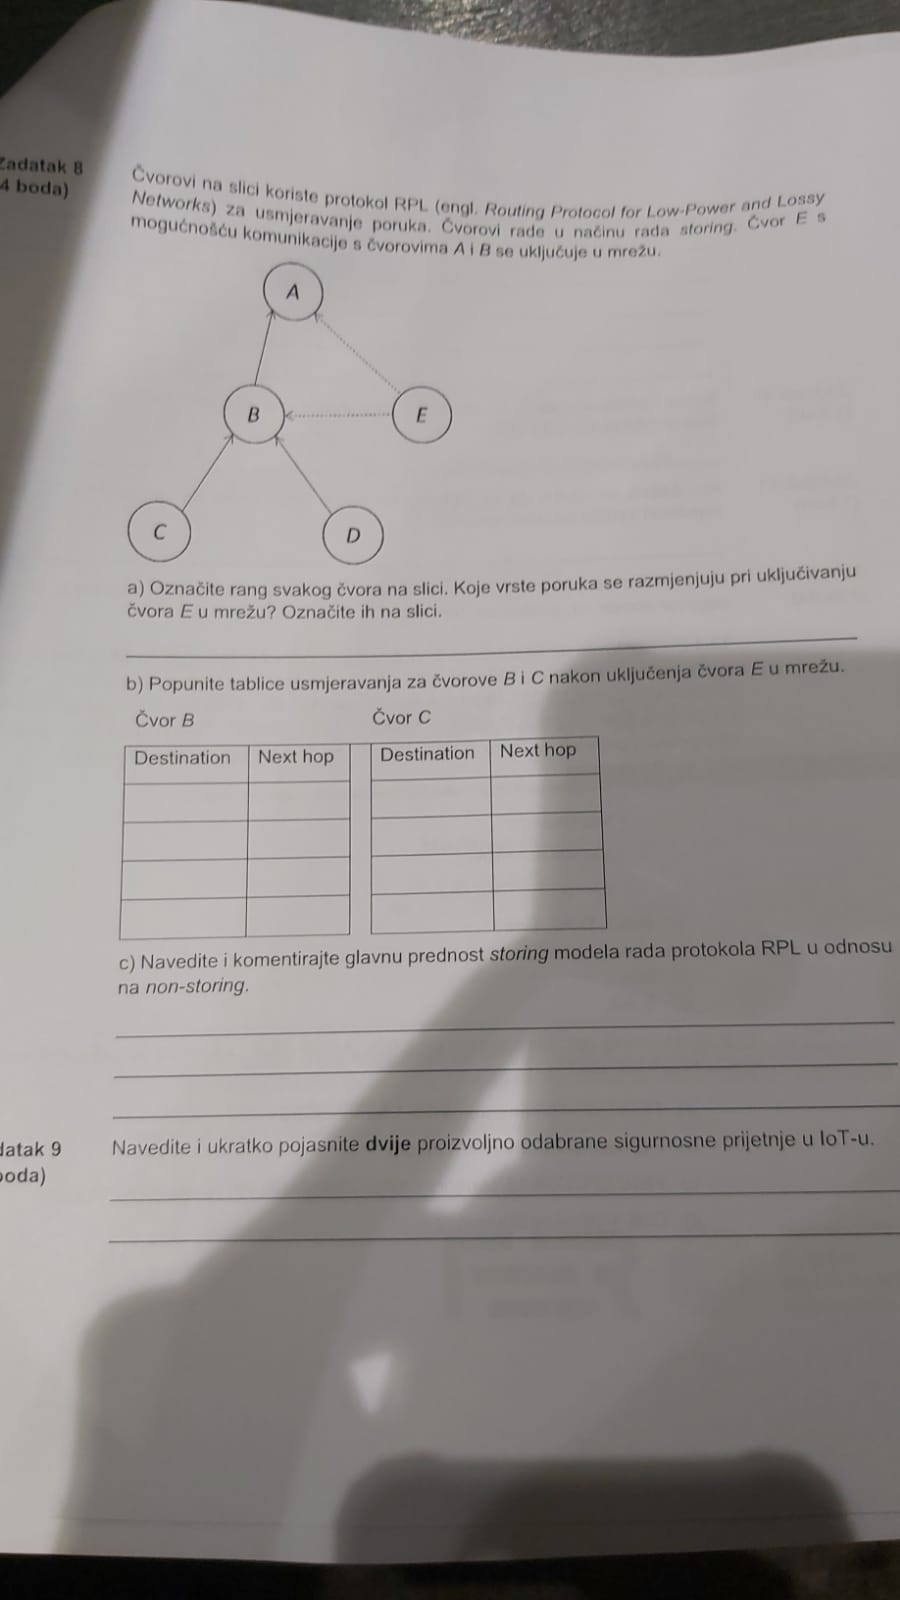 Zadatak 8
4 boda)
Čvorovi na slici koriste protokol RPL (engl. Routing Protocol for Low-Power and Lossy
Networks) za usmjeravanje poruka. Čvorovi rade u načinu rada storing. Čvor E s
mogućnošću komunikacije s čvorovima A i B se uključuje u mrežu.
A
B
E
C
D
a) Označite rang svakog čvora na slici. Koje vrste poruka se razmjenjuju pri uključivanju
čvora E u mrežu? Označite ih na slici.
b) Popunite tablice usmjeravanja za čvorove B i C nakon uključenja čvora E u mrežu.
Čvor B
Čvor C
Destination Next hop
Destination Next hop
c) Navedite i komentirajte glavnu prednost storing modela rada protokola RPL u odnosu
na non-storing.
datak 9
boda)
Navedite i ukratko pojasnite dvije proizvoljno odabrane sigurnosne prijetnje u IoT-u.